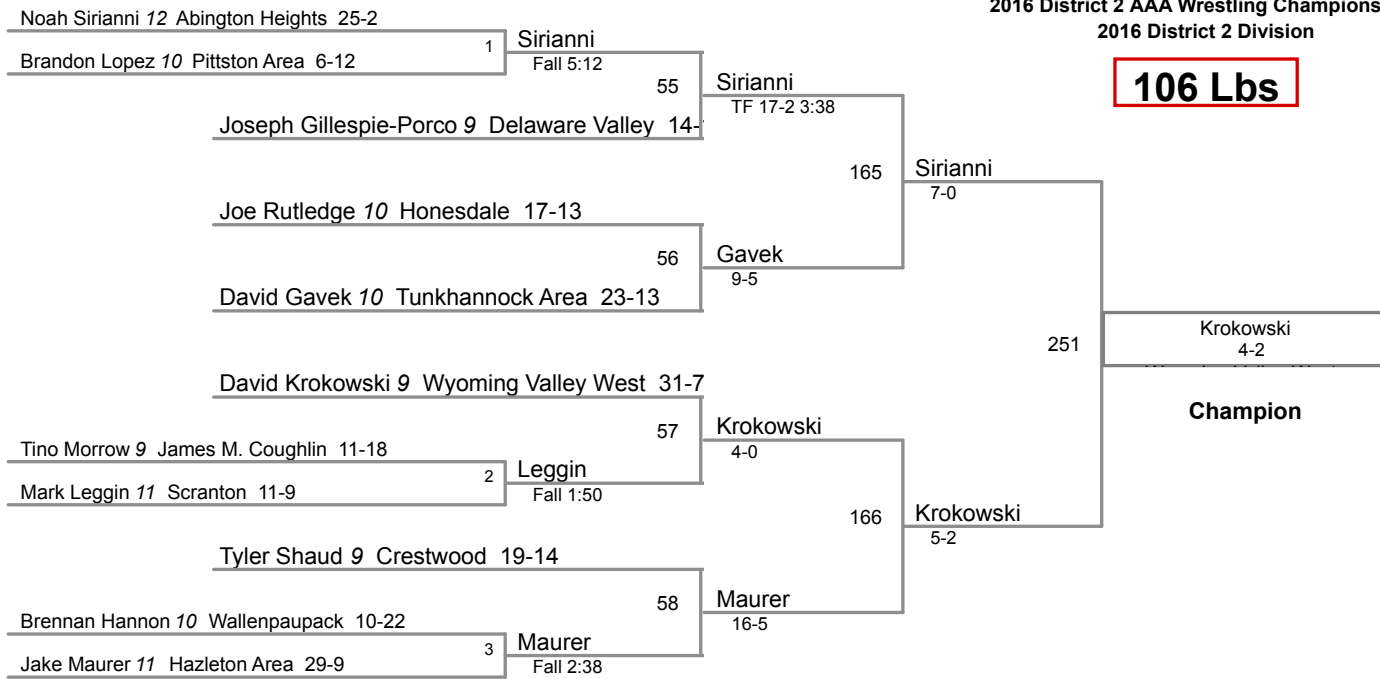 2016 District 2 AAA Wrestling Champions
2016 District 2 Division
106 Lbs
Noah Sirianni 12 Abington Heights 25-2
1
Sirianni
Fall 5:12
Brandon Lopez 10 Pittston Area 6-12
55
Sirianni
TF 17-2 3:38
Joseph Gillespie-Porco 9 Delaware Valley 14-
165
Sirianni
7-0
Joe Rutledge 10 Honesdale 17-13
56
Gavek
9-5
David Gavek 10 Tunkhannock Area 23-13
251
Krokowski
4-2
Champion
David Krokowski 9 Wyoming Valley West 31-7
57
Krokowski
4-0
Tino Morrow 9 James M. Coughlin 11-18
2
Leggin
Fall 1:50
Mark Leggin 11 Scranton 11-9
166
Krokowski
5-2
Tyler Shaud 9 Crestwood 19-14
58
Maurer
16-5
Brennan Hannon 10 Wallenpaupack 10-22
3
Maurer
Fall 2:38
Jake Maurer 11 Hazleton Area 29-9